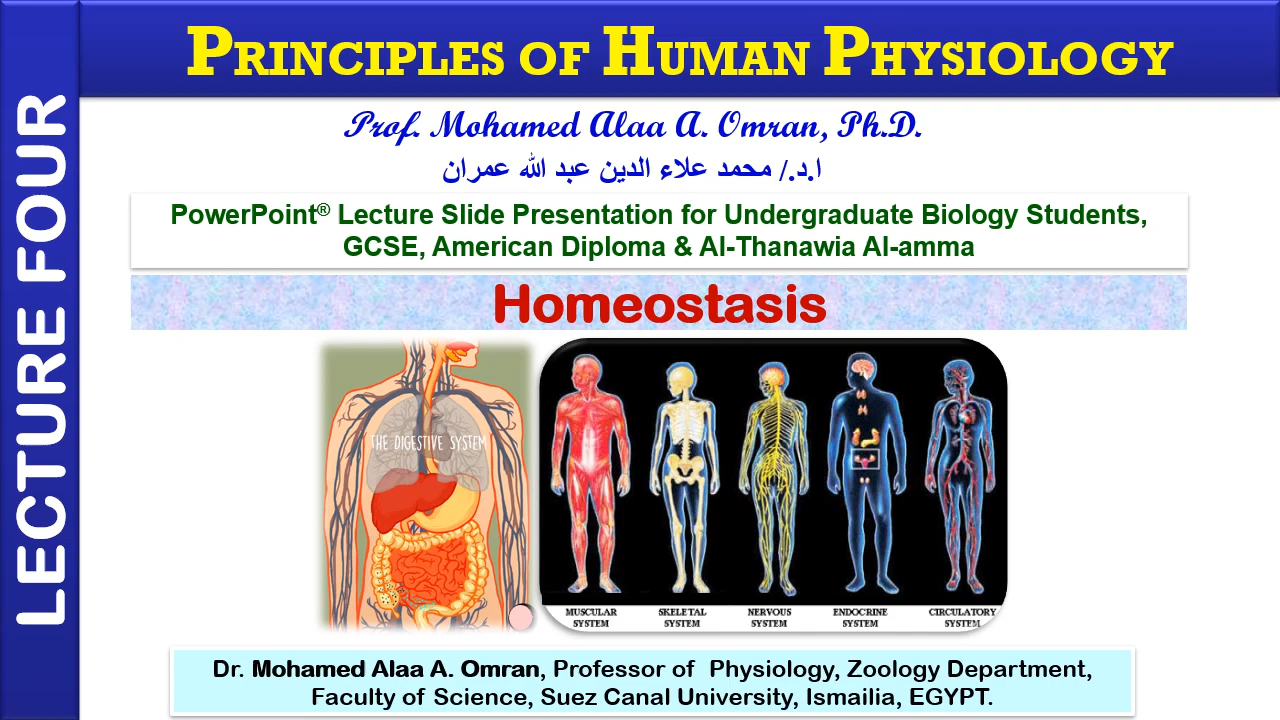 LECTURE FOUR
PRINCIPLES OF HUMAN PHYSIOLOGY
Prof. Mohamed Alaa A. Omran, Ph.D.
ا.د./ محمد علاء الدين عبد الله عمران
PowerPoint® Lecture Slide Presentation for Undergraduate Biology Students,
GCSE, American Diploma & Al-Thanawia Al-amma
Homeostasis
THE DIGESTIVE SYSTEM
MUSCULAR SYSTEM
SKELETAL SYSTEM
NERVOUS SYSTEM
ENDOCRINE SYSTEM
CIRCULATORY SYSTEM
Dr. Mohamed Alaa A. Omran, Professor of Physiology, Zoology Department,
Faculty of Science, Suez Canal University, Ismailia, EGYPT.